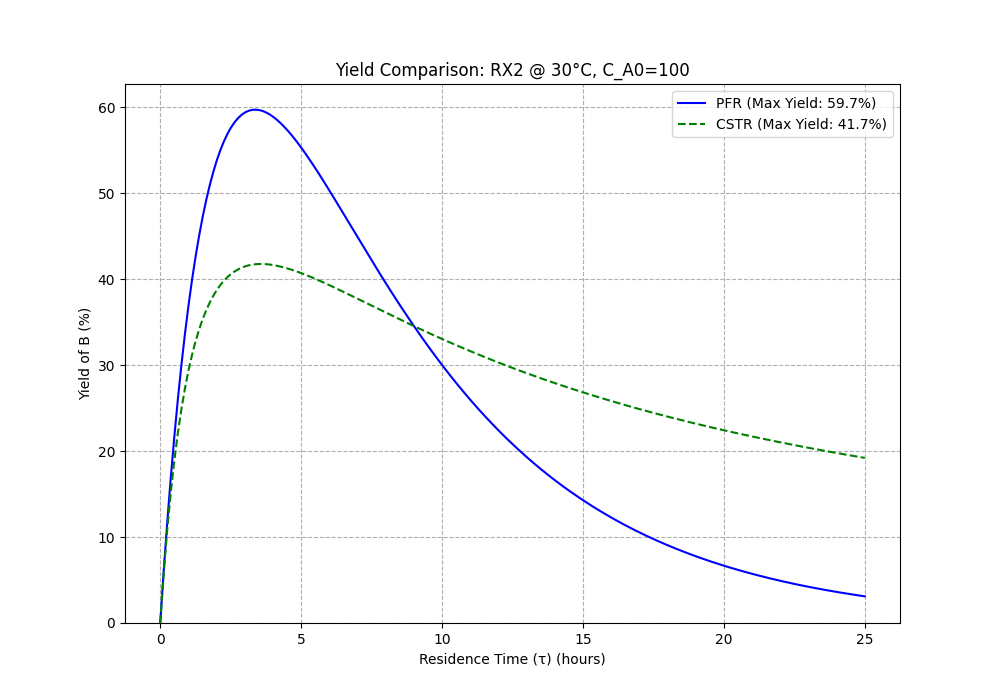 Yield Comparison: RX2 @ 30°C, C_A0=100
PFR (Max Yield: 59.7%)
CSTR (Max Yield: 41.7%)
Yield of B (%)
60
50
40
30
20
10
0
0 5 10 15 20 25
Residence Time (τ) (hours)